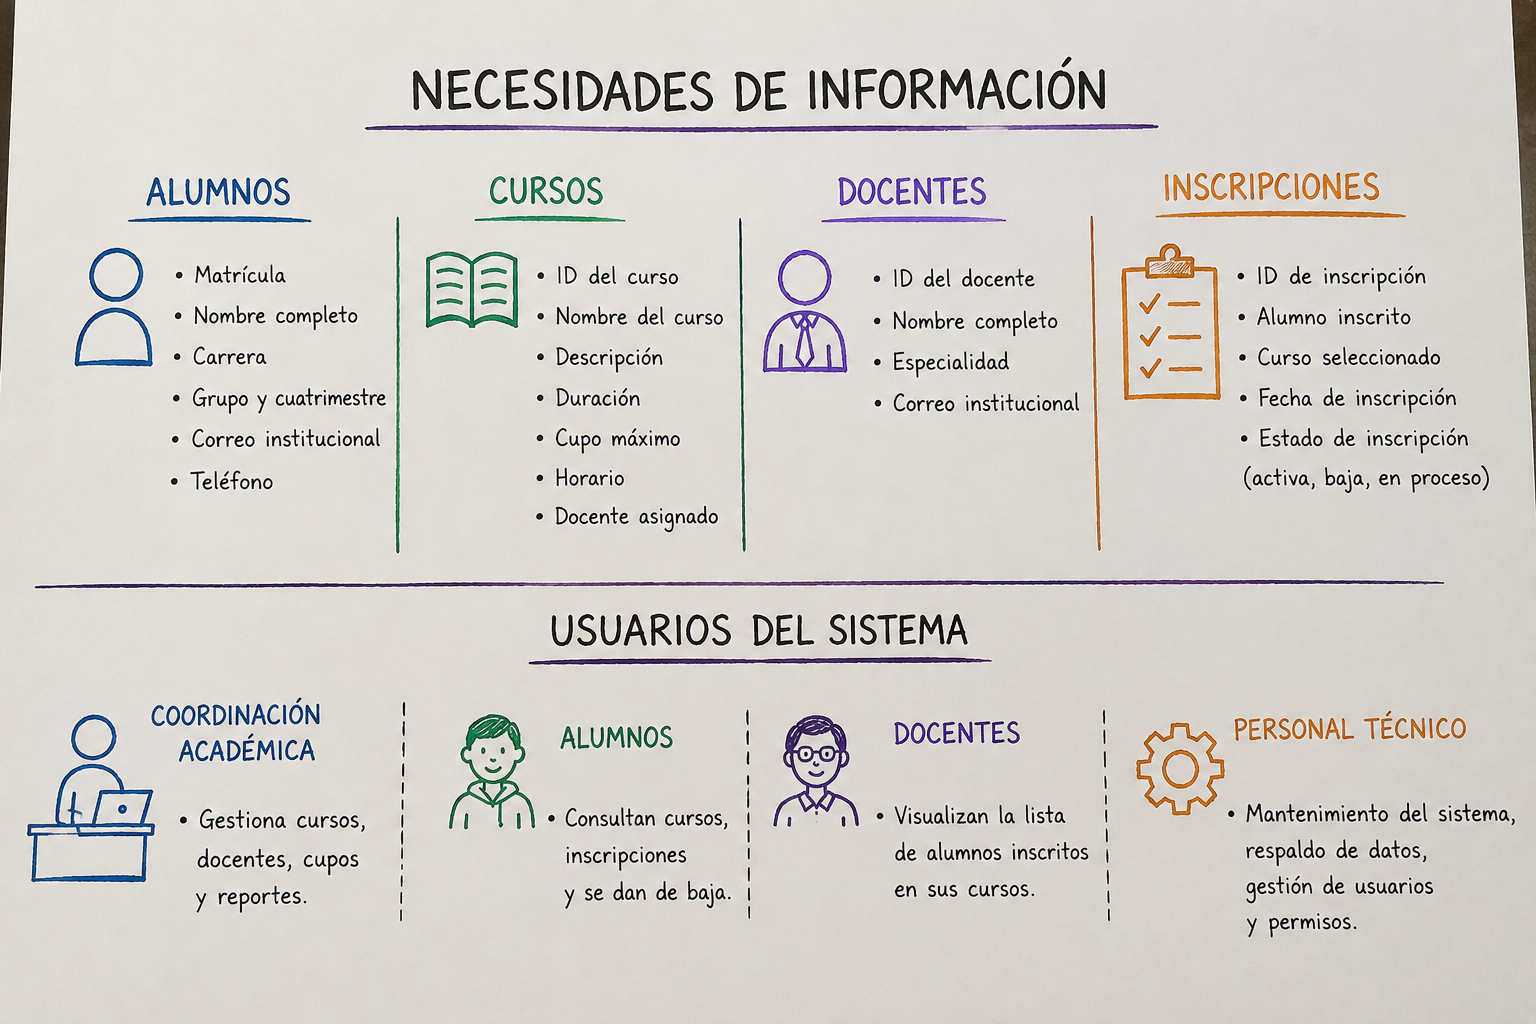 NECESIDADES DE INFORMACIÓN
ALUMNOS
• Matrícula
• Nombre completo
• Carrera
• Grupo y cuatrimestre
• Correo institucional
• Teléfono
CURSOS
• ID del curso
• Nombre del curso
• Descripción
• Duración
• Cupo máximo
• Horario
• Docente asignado
DOCENTES
• ID del docente
• Nombre completo
• Especialidad
• Correo institucional
INSCRIPCIONES
• ID de inscripción
• Alumno inscrito
• Curso seleccionado
• Fecha de inscripción
• Estado de inscripción
(activa, baja, en proceso)
USUARIOS DEL SISTEMA
COORDINACIÓN
ACADÉMICA
• Gestiona cursos,
docentes, cupos
y reportes.
ALUMNOS
• Consultan cursos,
inscripciones
y se dan de baja.
DOCENTES
• Visualizan la lista
de alumnos inscritos
en sus cursos.
PERSONAL TÉCNICO
• Mantenimiento del sistema,
respaldo de datos,
gestión de usuarios
y permisos.